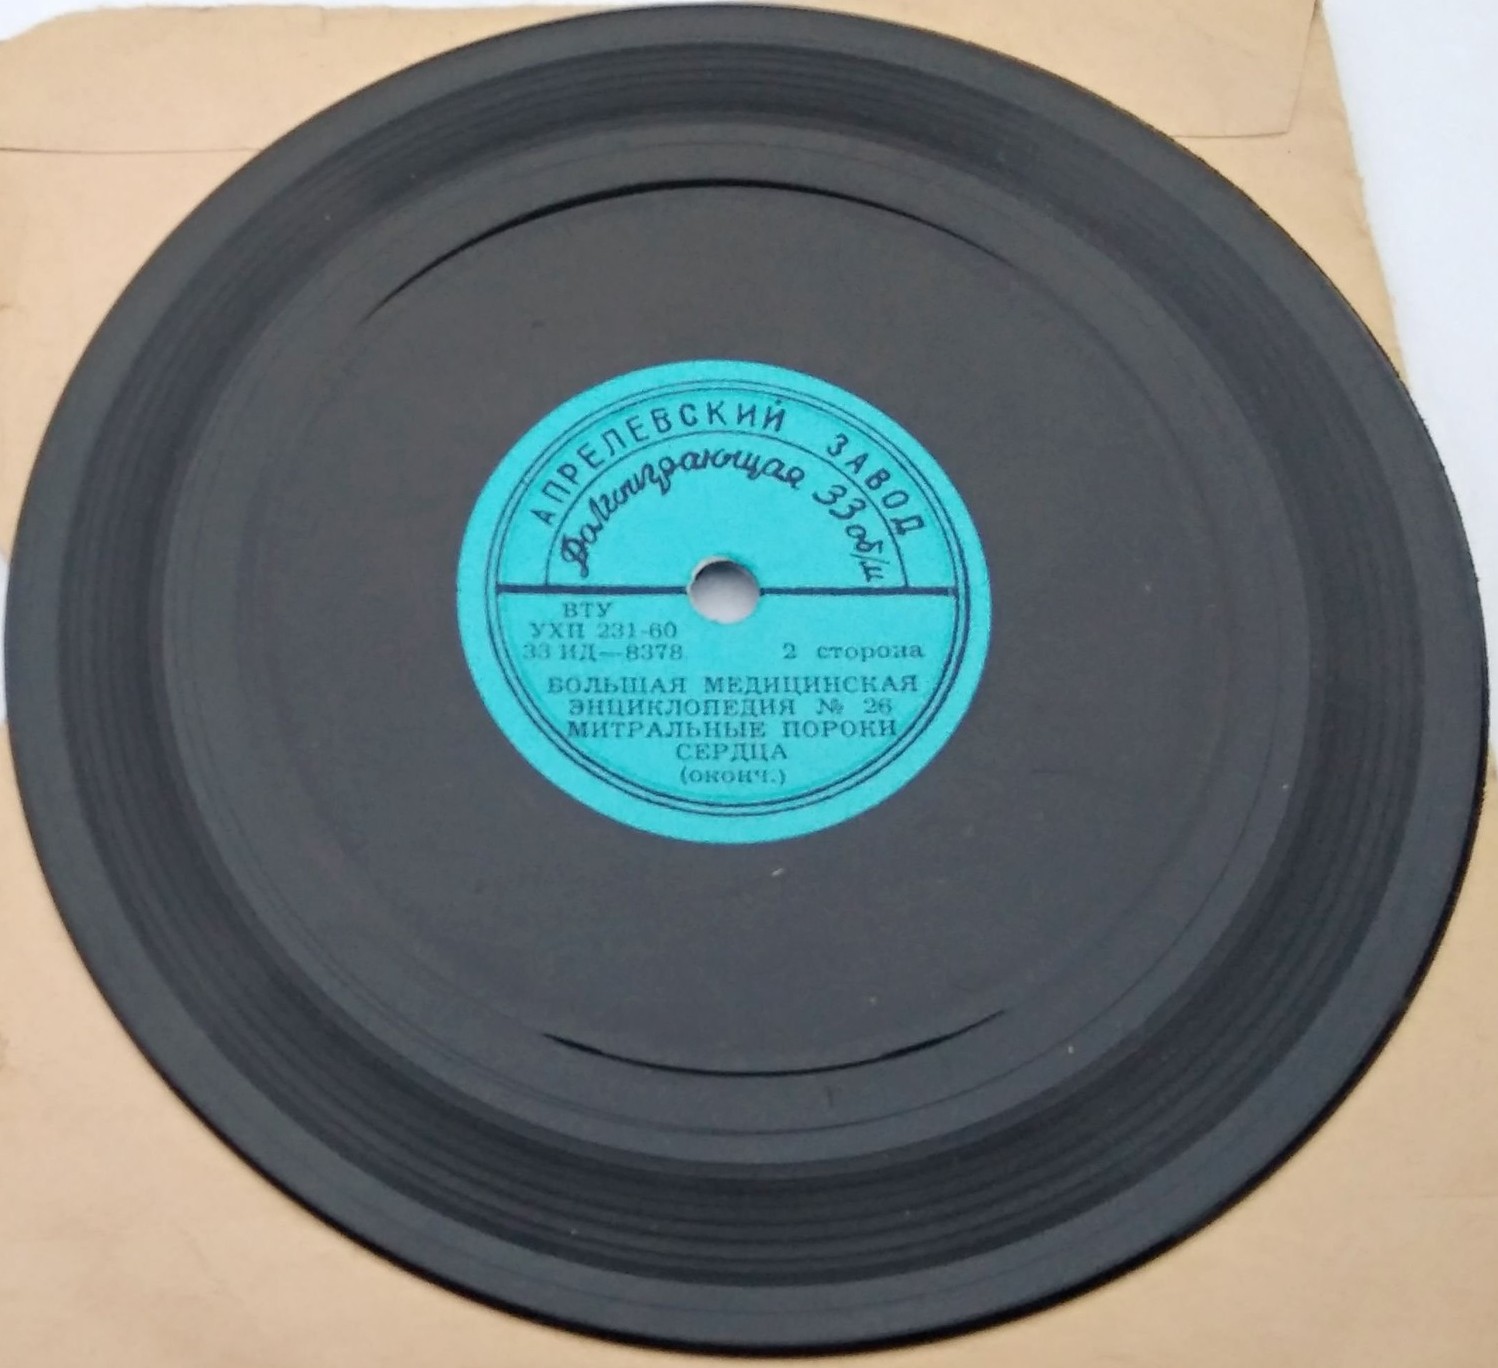 АПРЕЛЕВСКИЙ ЗАВОД
Долгоиграющая 33 об/м
ВТУ
УХП 231-60
33 ИД—8378
2 сторона
БОЛЬШАЯ МЕДИЦИНСКАЯ
ЭНЦИКЛОПЕДИЯ № 26
МИТРАЛЬНЫЕ ПОРОКИ
СЕРДЦА
(оконч.)